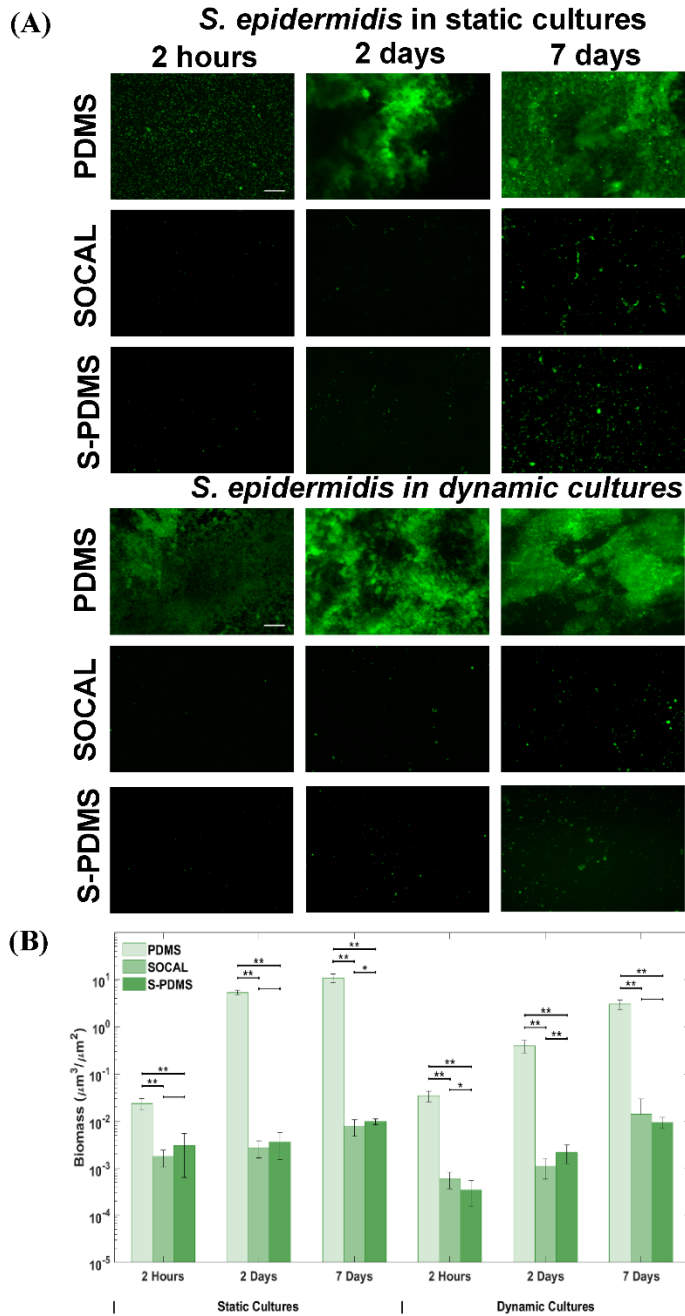 (A)
S. epidermidis in static cultures
2 hours 2 days 7 days
PDMS
SOCAL
S-PDMS
S. epidermidis in dynamic cultures
PDMS
SOCAL
S-PDMS
(B)
PDMS
SOCAL
S-PDMS
Biomass (μm³/μm²)
10¹
10⁰
10⁻¹
10⁻²
10⁻³
10⁻⁴
10⁻⁵
** **
** **
** ** *
** ** *
** ** **
** **
2 Hours 2 Days 7 Days 2 Hours 2 Days 7 Days
Static Cultures Dynamic Cultures